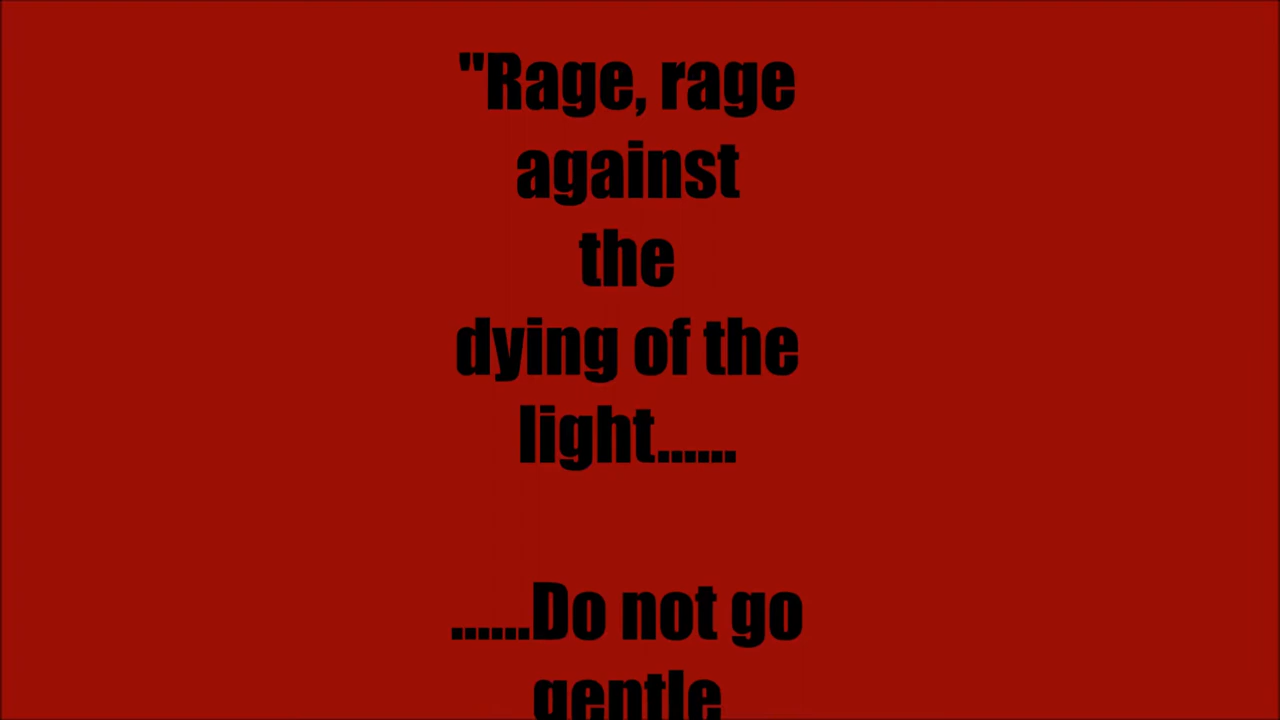 "Rage, rage
against
the
dying of the
light......
......Do not go
gentle